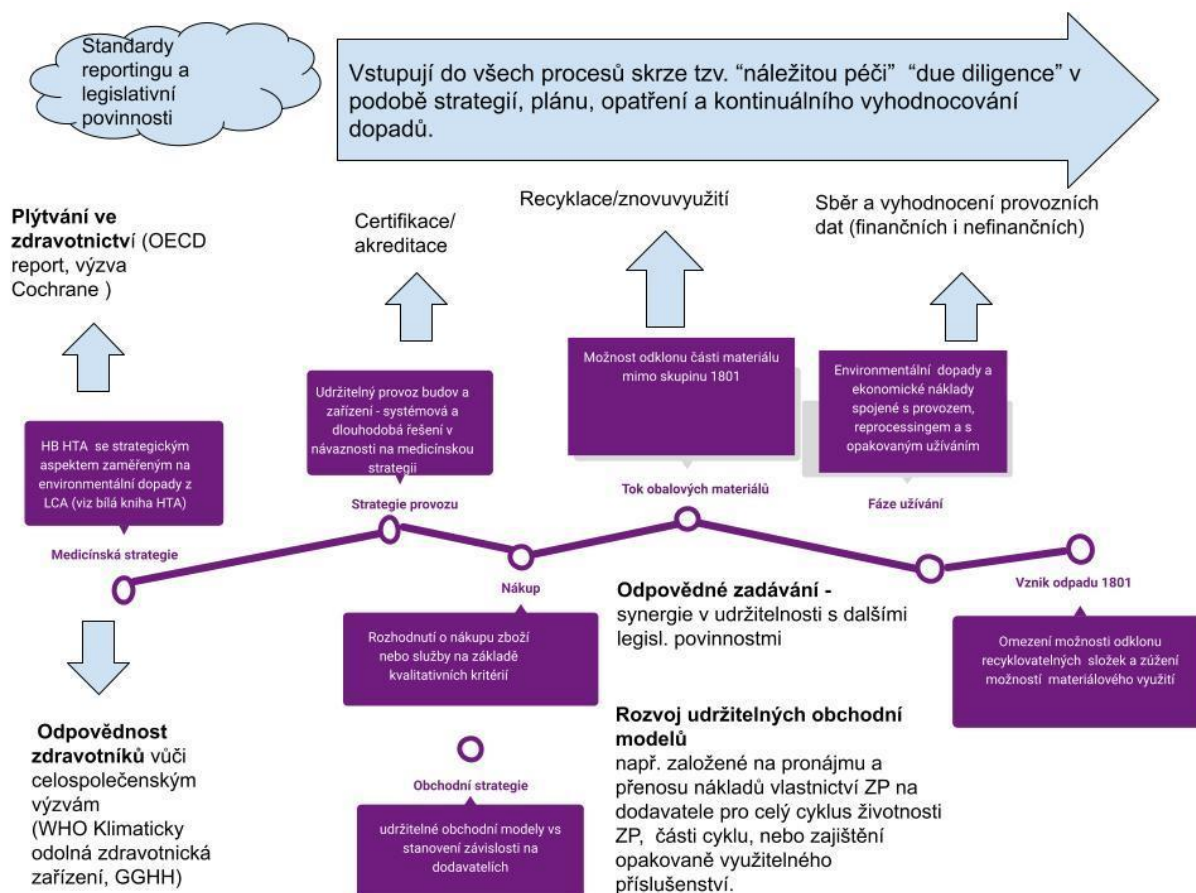 Standardy
reportingu a
legislativní
povinnosti
Vstupují do všech procesů skrze tzv. “náležitou péči” “due diligence” v
podobě strategií, plánu, opatření a kontinuálního vyhodnocování
dopadů.
Plýtvání ve
zdravotnictví (OECD
report, výzva
Cochrane )
Certifikace/
akreditace
Recyklace/znovuvyužití
Sběr a vyhodnocení provozních
dat (finančních i nefinančních)
HB HTA se strategickým
aspektem zaměřeným na
environmentální dopady z
LCA (viz bílá kniha HTA)
Medicínská strategie
Udržitelný provoz budov a
zařízení - systémová a
dlouhodobá řešení v
návaznosti na medicínskou
strategii
Strategie provozu
Možnost odklonu části materiálu
mimo skupinu 1801
Tok obalových materiálů
Environmentální dopady a
ekonomické náklady
spojené s provozem,
reprocessingem a s
opakovaným užíváním
Fáze užívání
Nákup
Rozhodnutí o nákupu zboží
nebo služby na základě
kvalitativních kritérií
Odpovědné zadávání -
synergie v udržitelnosti s dalšími
legisl. povinnostmi
Vznik odpadu 1801
Omezení možnosti odklonu
recyklovatelných složek a zúžení
možností materiálového využití
Odpovědnost
zdravotníků vůči
celospolečenským
výzvám
(WHO Klimaticky
odolná zdravotnická
zařízení, GGHH)
Obchodní strategie
udržitelné obchodní modely vs
stanovení závislosti na
dodavatelích
Rozvoj udržitelných obchodní
modelů
např. založené na pronájmu a
přenosu nákladů vlastnictví ZP na
dodavatele pro celý cyklus životnosti
ZP, části cyklu, nebo zajištění
opakovaně využitelného
příslušenství.